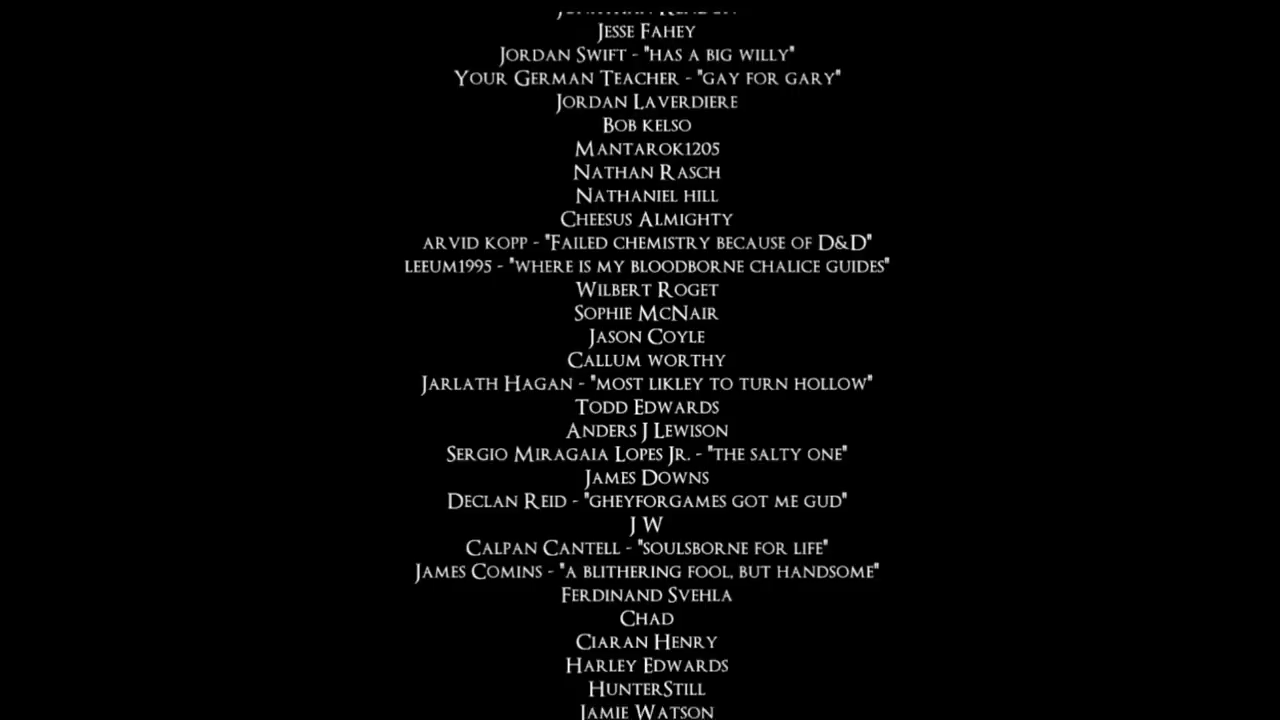 Jesse Fahey
Jordan Swift - "has a big willy"
Your German Teacher - "gay for gary"
Jordan Laverdiere
Bob kelso
Mantarok1205
Nathan Rasch
Nathaniel hill
Cheesus Almighty
arvid kopp - "Failed chemistry because of D&D"
leeum1995 - "where is my bloodborne chalice guides"
Wilbert Roget
Sophie McNair
Jason Coyle
Callum worthy
Jarlath Hagan - "most likley to turn hollow"
Todd Edwards
Anders J Lewison
Sergio Miragaia Lopes Jr. - "the salty one"
James Downs
Declan Reid - "gheyforgames got me gud"
J W
Calpan Cantell - "soulsborne for life"
James Comins - "a blithering fool, but handsome"
Ferdinand Svehla
Chad
Ciaran Henry
Harley Edwards
HunterStill
Jamie Watson